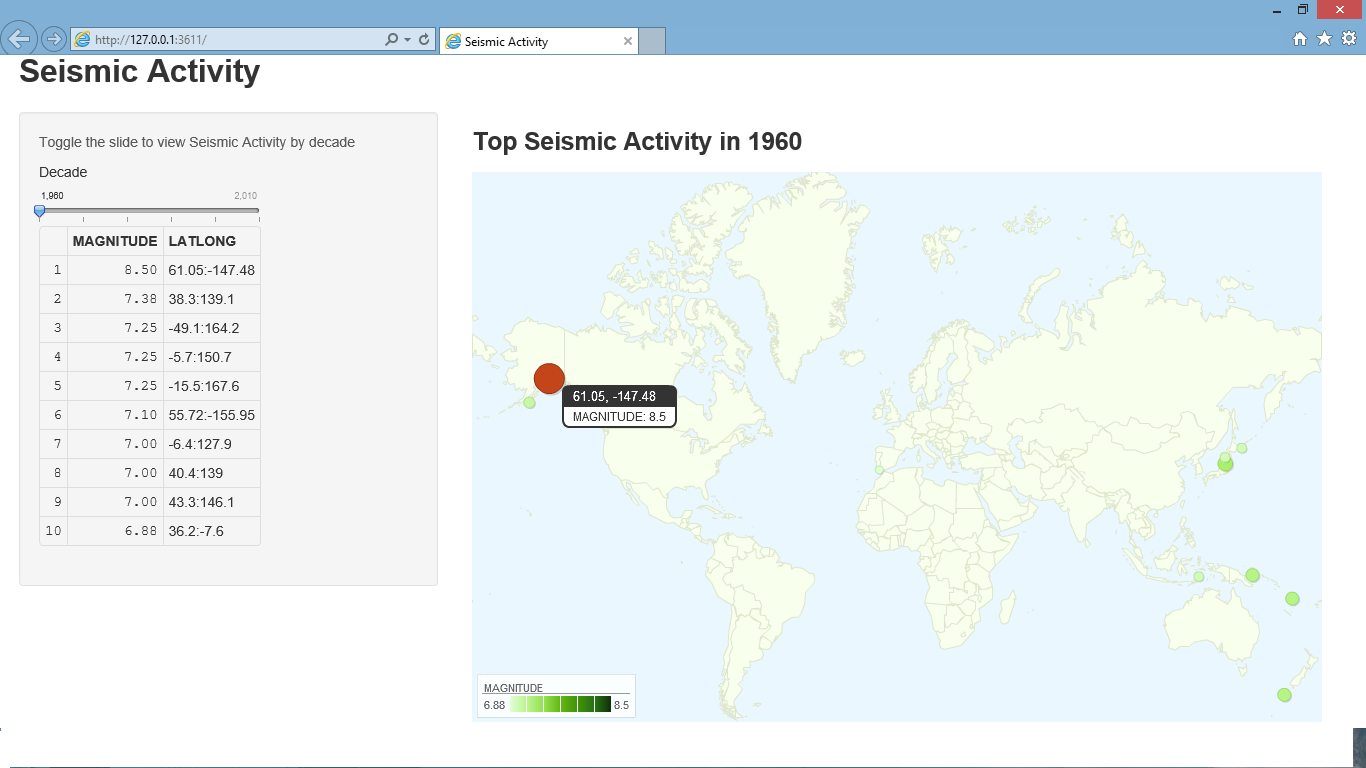 http://127.0.0.1:3611/
Seismic Activity
Seismic Activity
Toggle the slide to view Seismic Activity by decade
Decade
1,960 2,010
MAGNITUDE LATLONG
1 8.50 61.05:-147.48
2 7.38 38.3:139.1
3 7.25 -49.1:164.2
4 7.25 -5.7:150.7
5 7.25 -15.5:167.6
6 7.10 55.72:-155.95
7 7.00 -6.4:127.9
8 7.00 40.4:139
9 7.00 43.3:146.1
10 6.88 36.2:-7.6
Top Seismic Activity in 1960
61.05, -147.48
MAGNITUDE: 8.5
MAGNITUDE
6.88 8.5